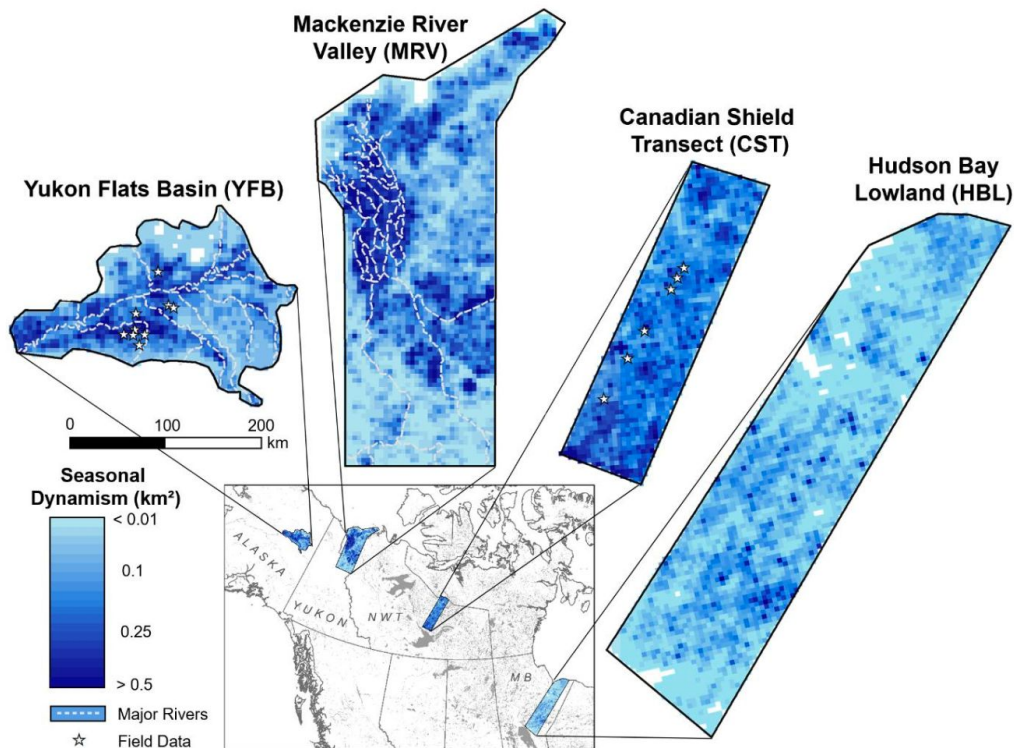 Mackenzie River
Valley (MRV)
Canadian Shield
Transect (CST)
Hudson Bay
Lowland (HBL)
Yukon Flats Basin (YFB)
0 100 200
km
Seasonal
Dynamism (km²)
< 0.01
0.1
0.25
> 0.5
Major Rivers
Field Data
ALASKA
YUKON
NWT
MB